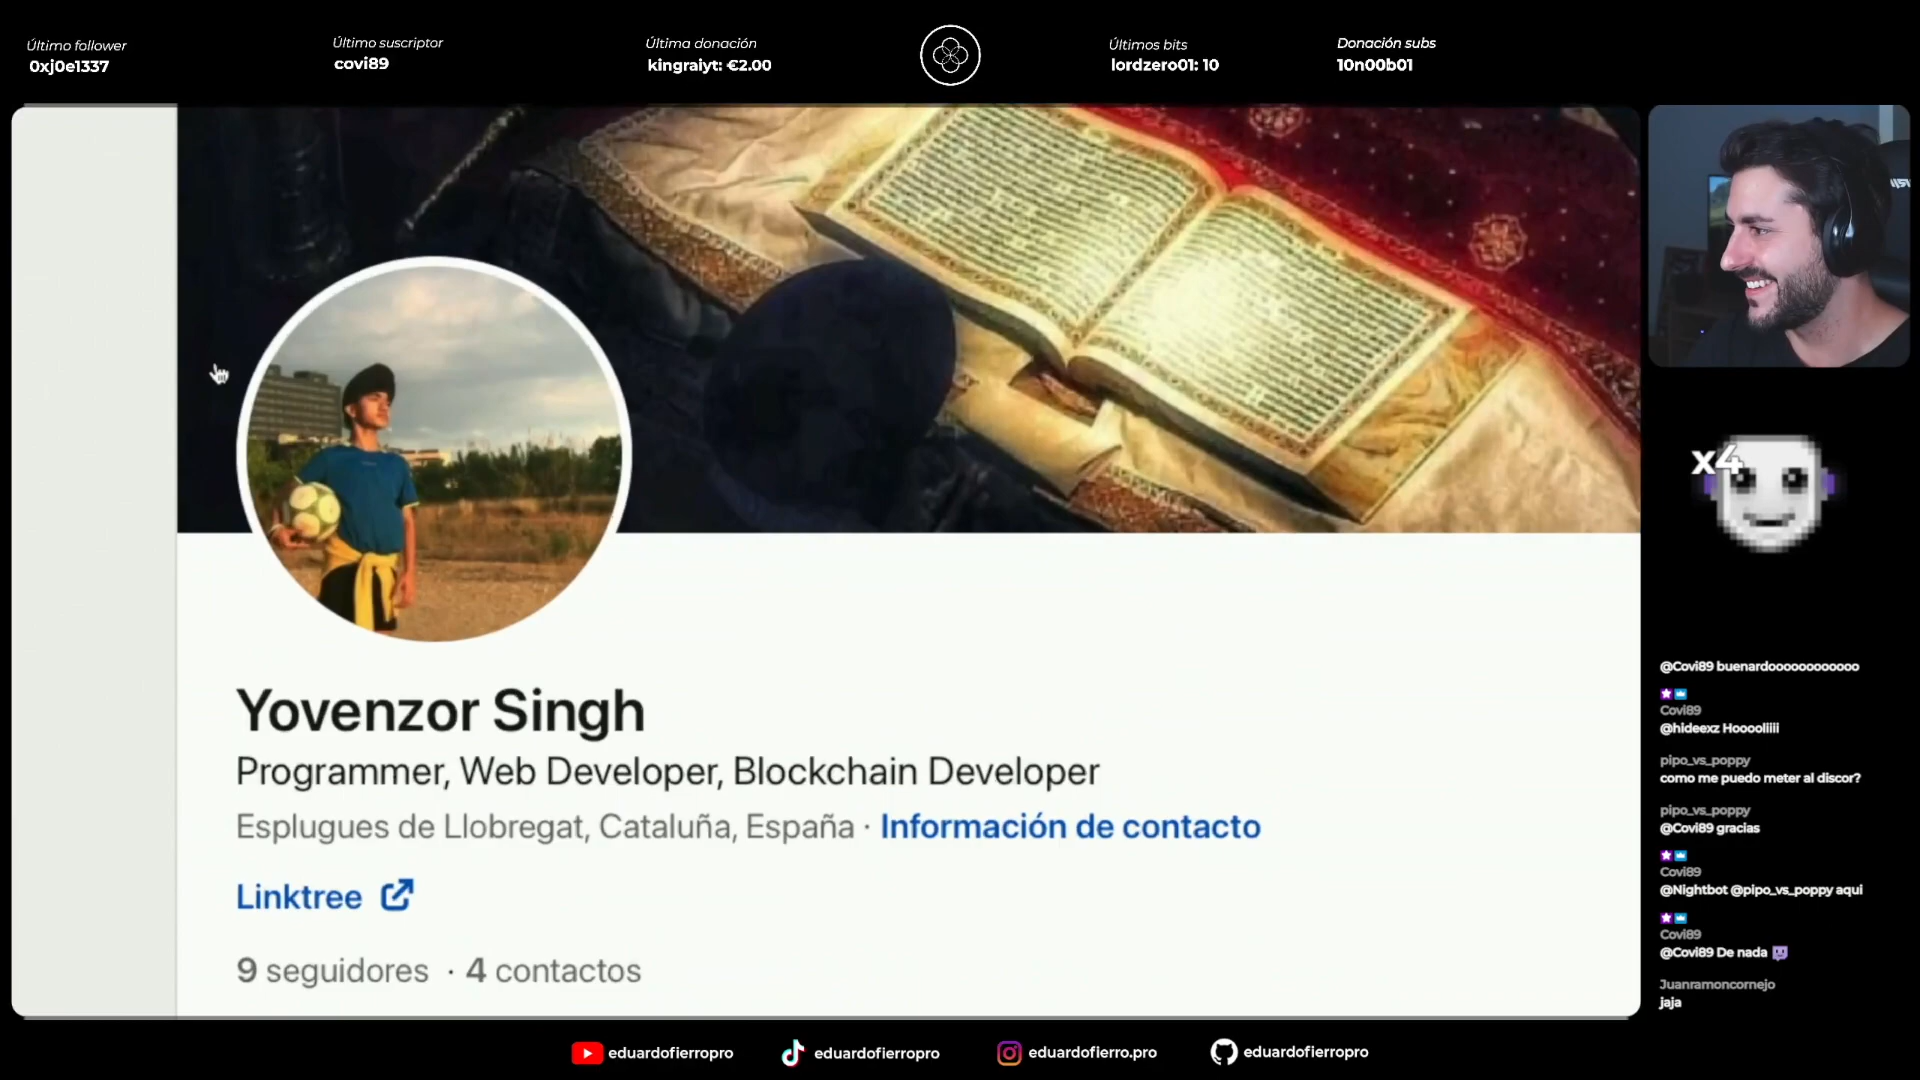 Último follower
0xj0e1337
Último suscriptor
covi89
Última donación
kingraiyt: €2.00
Últimos bits
lordzero01: 10
Donación subs
10n00b01
x4
Yovenzor Singh
Programmer, Web Developer, Blockchain Developer
Esplugues de Llobregat, Cataluña, España · Información de contacto
Linktree
9 seguidores · 4 contactos
@Covi89 buenardoooooooooooo
Covi89
@hideexz Hooooliiii
pipo_vs_poppy
como me puedo meter al discor?
pipo_vs_poppy
@Covi89 gracias
Covi89
@Nightbot @pipo_vs_poppy aqui
Covi89
@Covi89 De nada
Juanramoncornejo
jaja
eduardofierropro
eduardofierropro
eduardofierro.pro
eduardofierropro